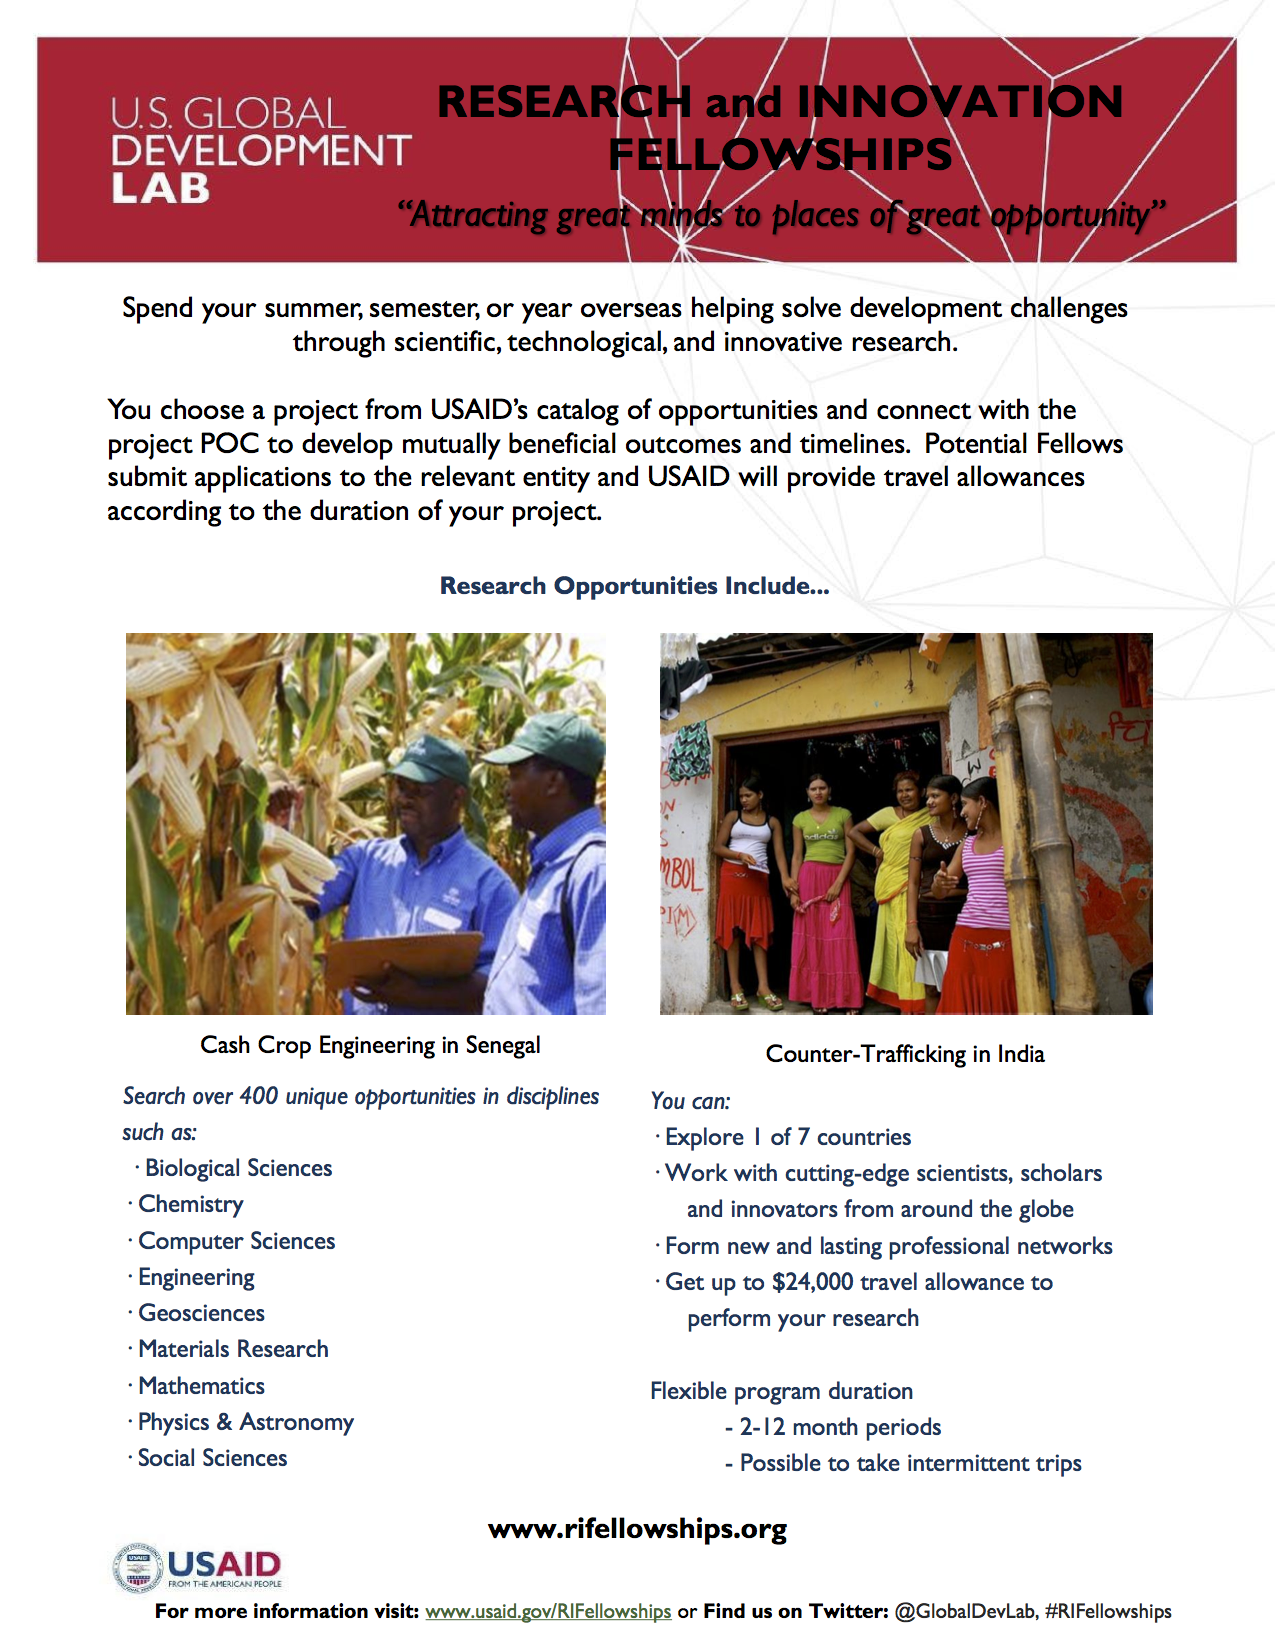 U.S. GLOBAL
DEVELOPMENT
LAB
RESEARCH and INNOVATION
FELLOWSHIPS
“Attracting great minds to places of great opportunity”
Spend your summer, semester, or year overseas helping solve development challenges
through scientific, technological, and innovative research.
You choose a project from USAID’s catalog of opportunities and connect with the
project POC to develop mutually beneficial outcomes and timelines.  Potential Fellows
submit applications to the relevant entity and USAID will provide travel allowances
according to the duration of your project.
Research Opportunities Include...
MBOL
PI(M)
Cash Crop Engineering in Senegal
Search over 400 unique opportunities in disciplines
such as:
· Biological Sciences
· Chemistry
· Computer Sciences
· Engineering
· Geosciences
· Materials Research
· Mathematics
· Physics & Astronomy
· Social Sciences
Counter-Trafficking in India
You can:
· Explore 1 of 7 countries
· Work with cutting-edge scientists, scholars
and innovators from around the globe
· Form new and lasting professional networks
· Get up to $24,000 travel allowance to
perform your research
Flexible program duration
- 2-12 month periods
- Possible to take intermittent trips
www.rifellowships.org
USAID
FROM THE AMERICAN PEOPLE
For more information visit: www.usaid.gov/RIFellowships or Find us on Twitter: @GlobalDevLab, #RIFellowships